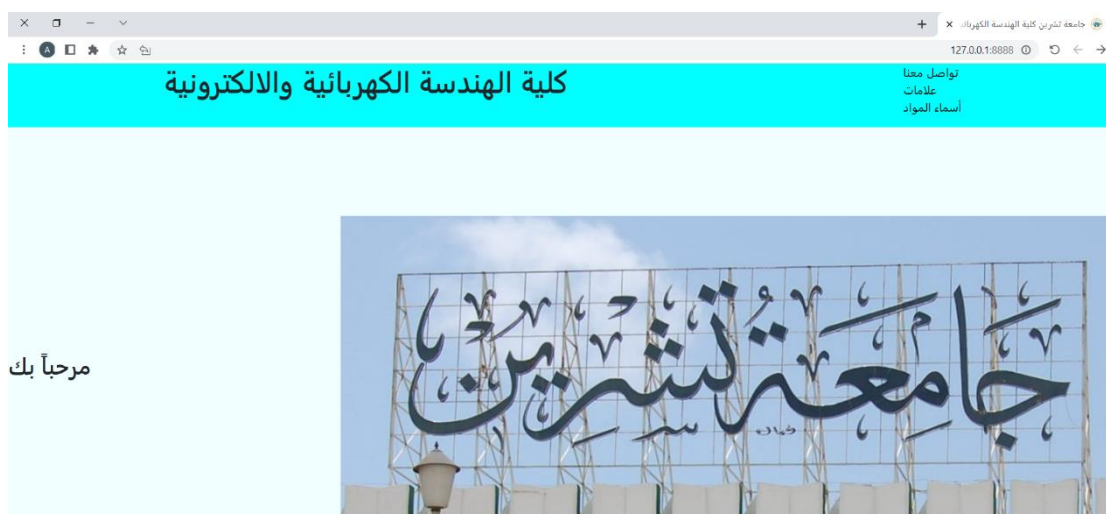 جامعة تشرين كلية الهندسة الكهربائ
127.0.0.1:8888
A
تواصل معنا
علامات
أسماء المواد
كلية الهندسة الكهربائية والالكترونية
جامعة تشرين
مرحباً بك